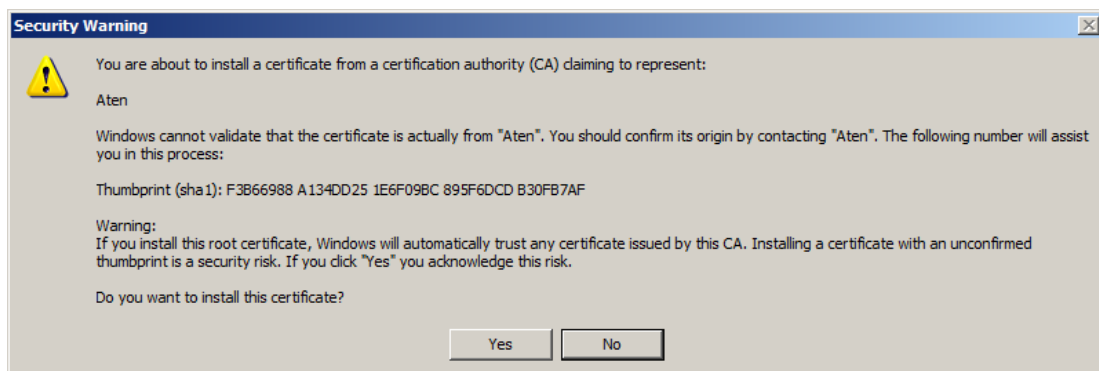 Security Warning
You are about to install a certificate from a certification authority (CA) claiming to represent:
Aten
Windows cannot validate that the certificate is actually from "Aten". You should confirm its origin by contacting "Aten". The following number will assist
you in this process:
Thumbprint (sha1): F3B66988 A134DD25 1E6F09BC 895F6DCD B30FB7AF
Warning:
If you install this root certificate, Windows will automatically trust any certificate issued by this CA. Installing a certificate with an unconfirmed
thumbprint is a security risk. If you click "Yes" you acknowledge this risk.
Do you want to install this certificate?
Yes
No